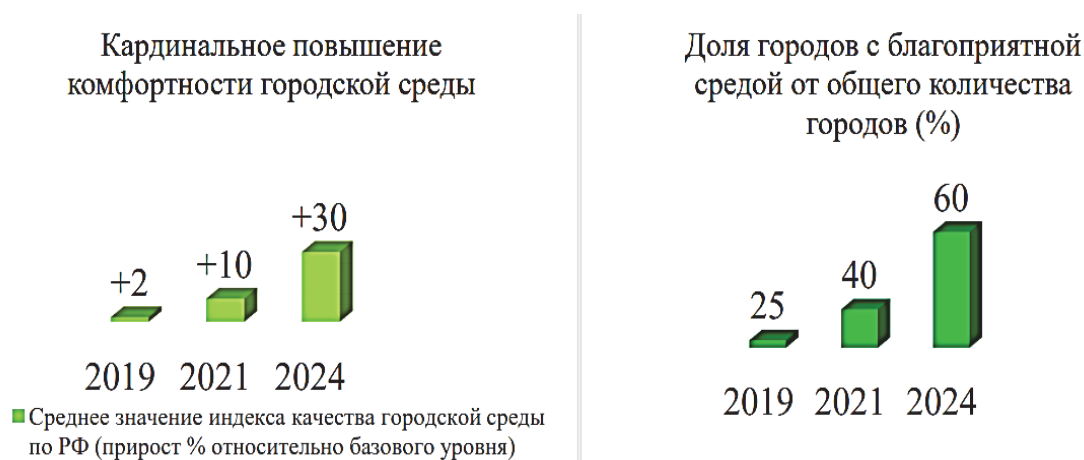 Кардинальное повышение
комфортности городской среды
+2
+10
+30
2019 2021 2024
Среднее значение индекса качества городской среды
по РФ (прирост % относительно базового уровня)
Доля городов с благоприятной
средой от общего количества
городов (%)
25
40
60
2019 2021 2024